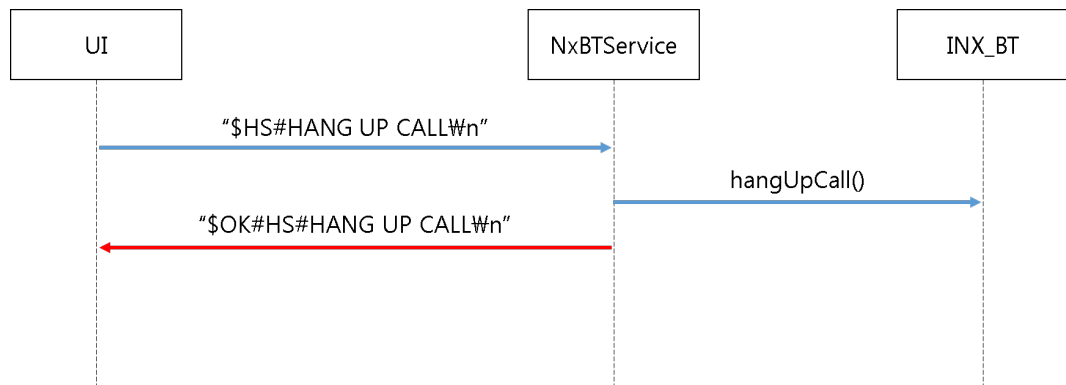 UI
NxBTService
INX_BT
“$HS#HANG UP CALL₩n”
hangUpCall()
“$OK#HS#HANG UP CALL₩n”